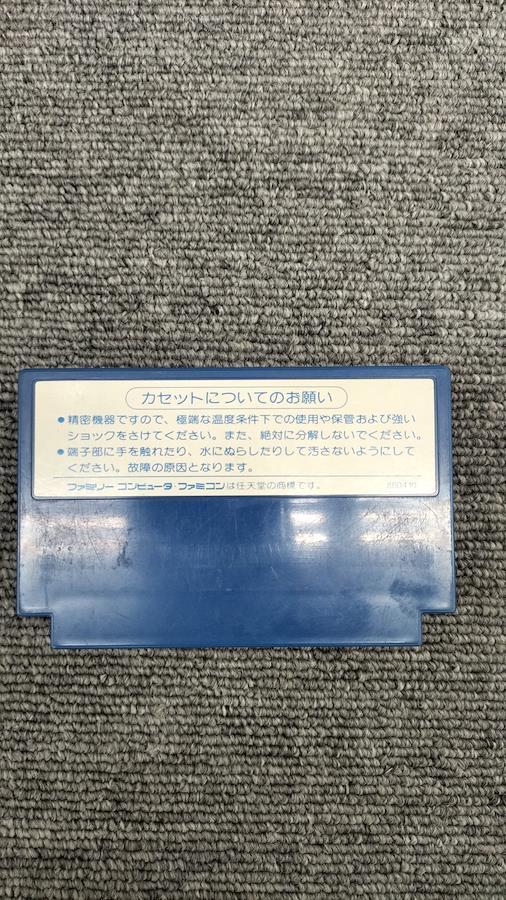 カセットについてのお願い
●精密機器ですので、極端な温度条件下での使用や保管および強い
ショックをさけてください。また、絶対に分解しないでください。
●端子部に手を触れたり、水にぬらしたりして汚さないようにして
ください。故障の原因となります。
ファミリー コンピュータ・ファミコンは任天堂の商標です。